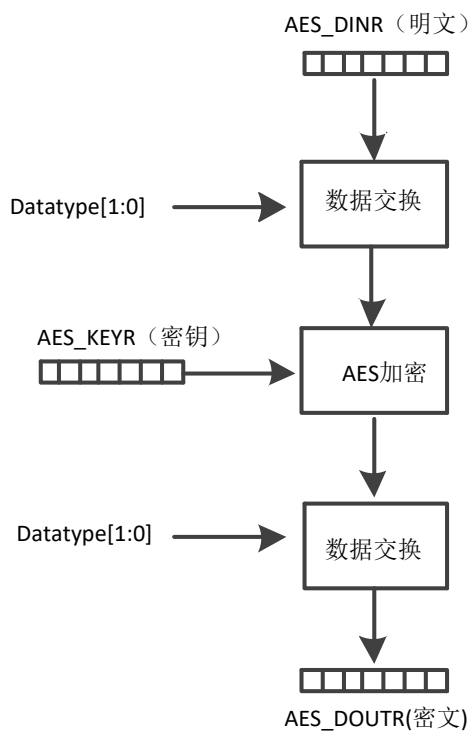 AES_DINR（明文）
数据交换
Datatype[1:0]
AES_KEYR（密钥）
AES加密
Datatype[1:0]
数据交换
AES_DOUTR(密文)